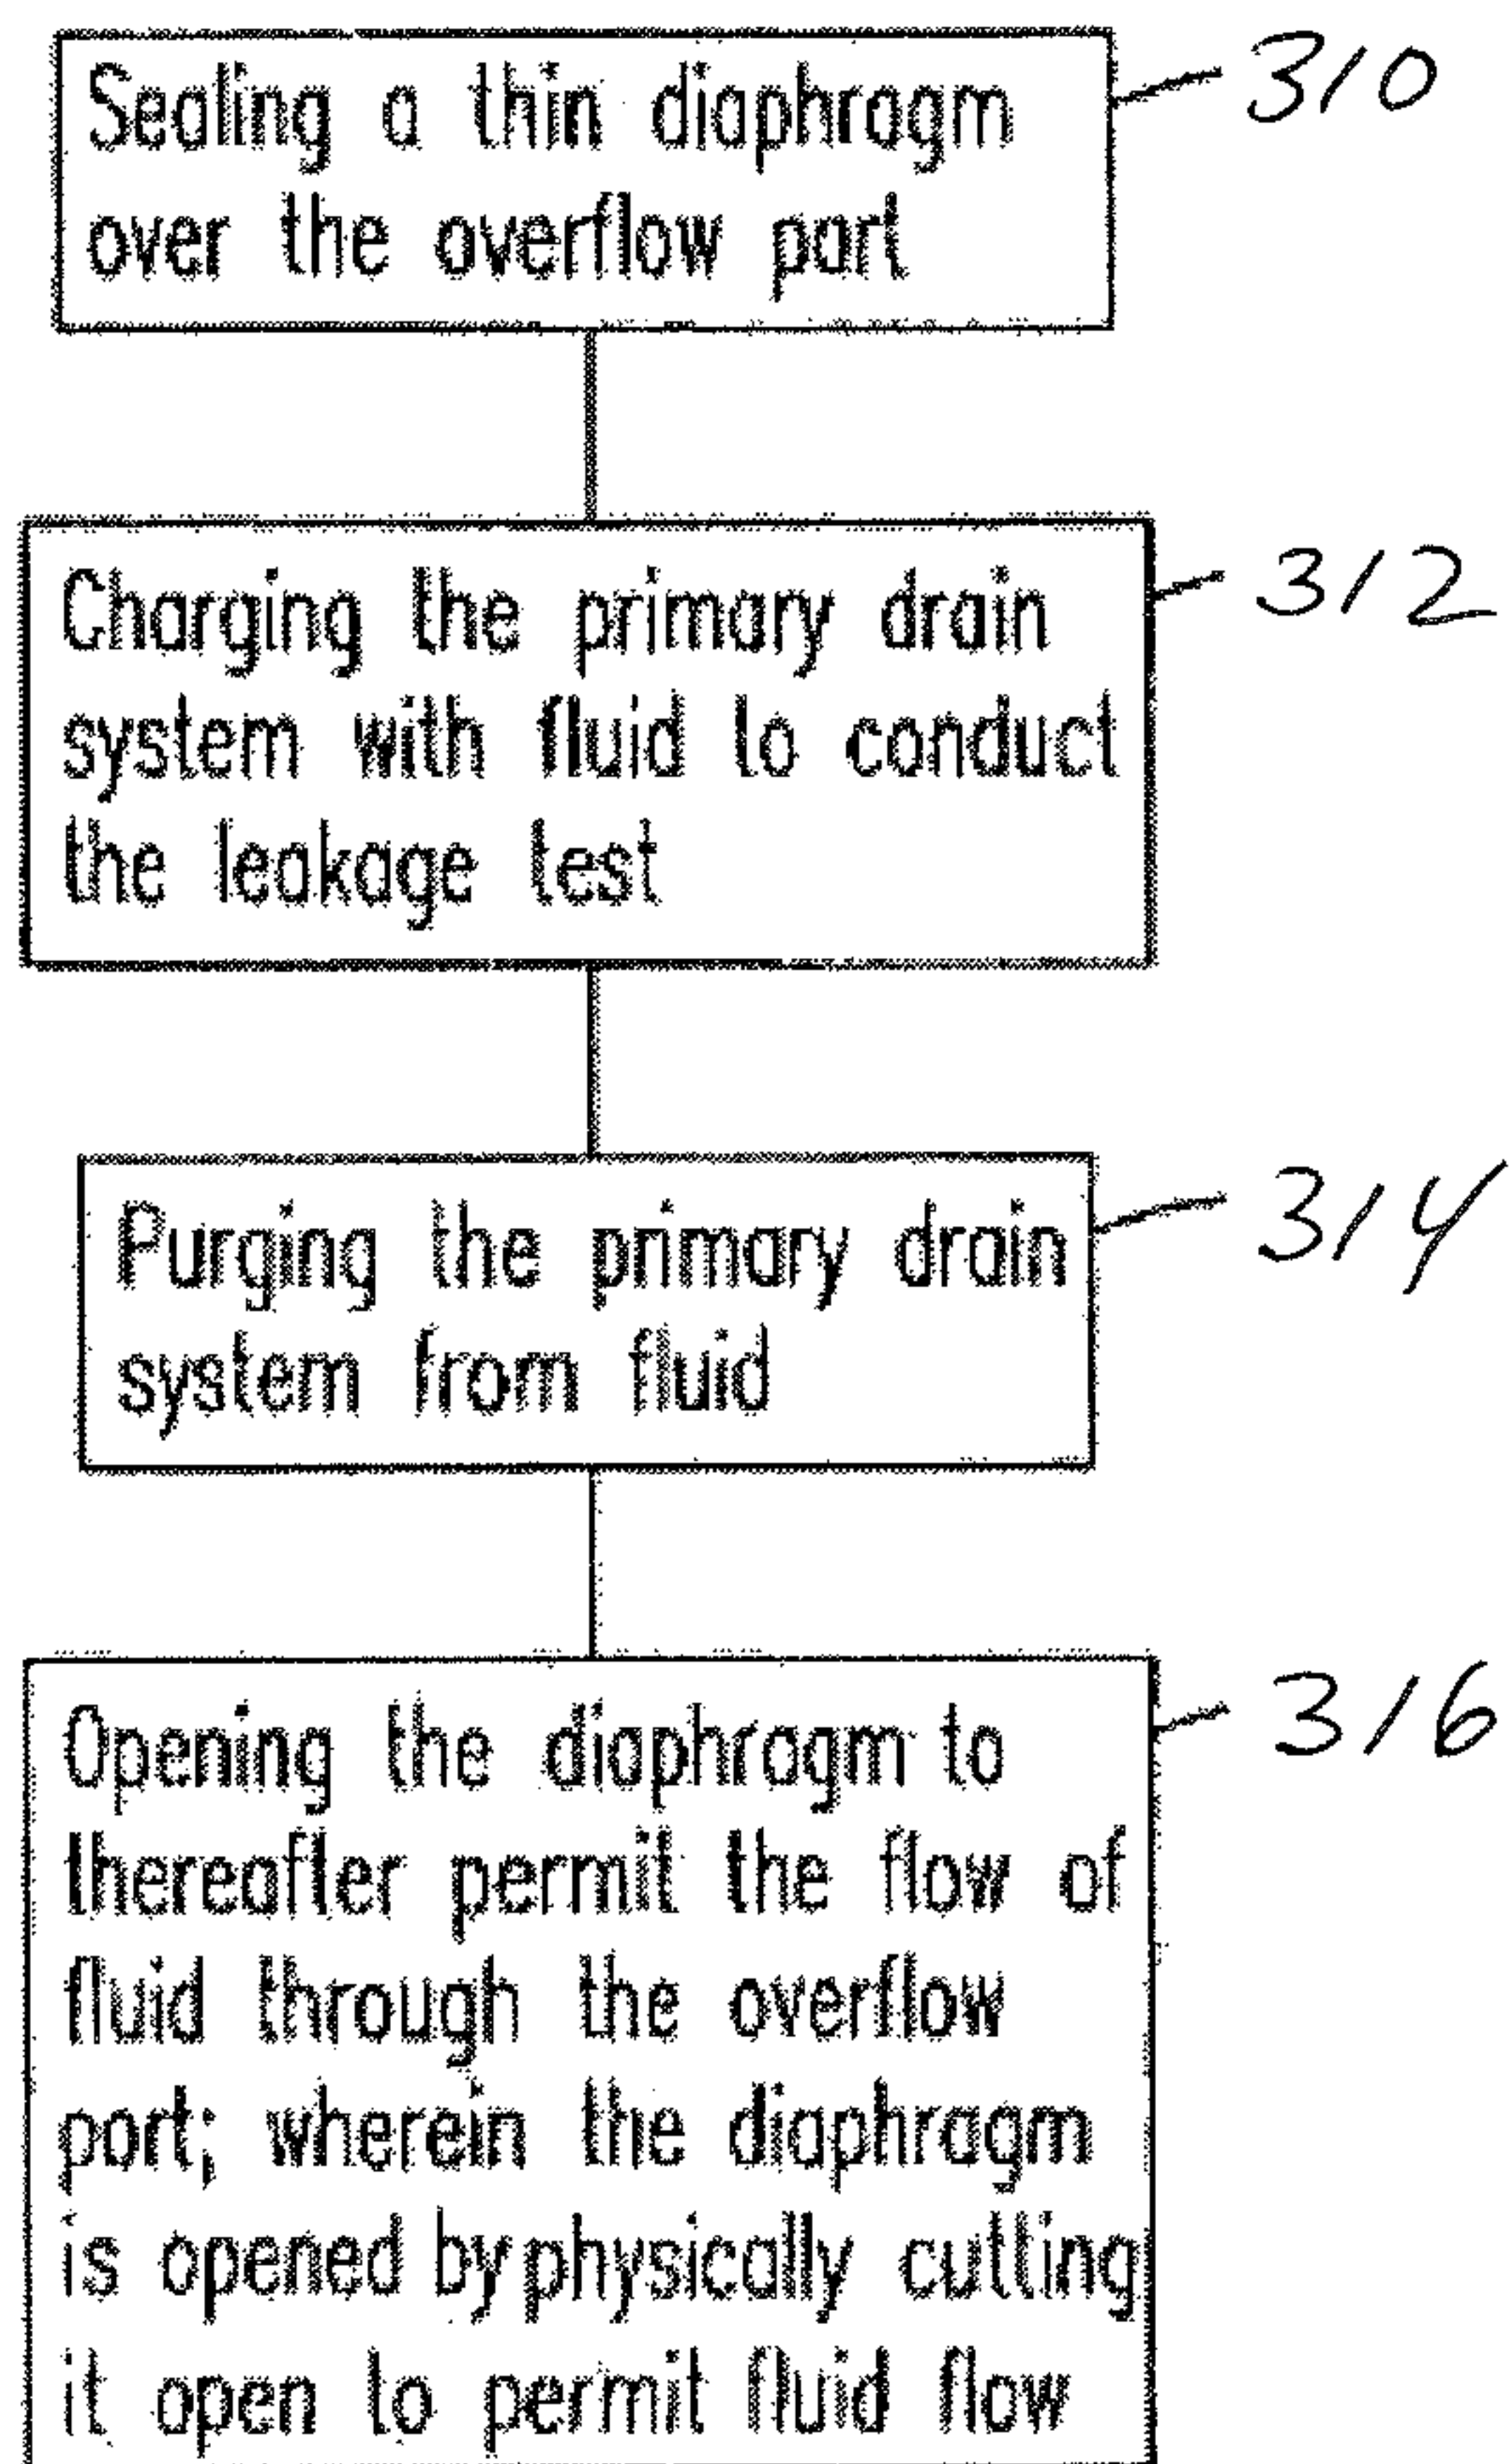 Sealing a thin diaphragm
310
over the overflow port
Charging the primary drain
312
system with fluid to conduct
the leakage test
Purging the primary drain
314
system from fluid
Opening the diaphragm to
316
thereafter permit the flow of
fluid through the overflow
port; wherein the diaphragm
is opened by physically cutting
it open to permit fluid flow